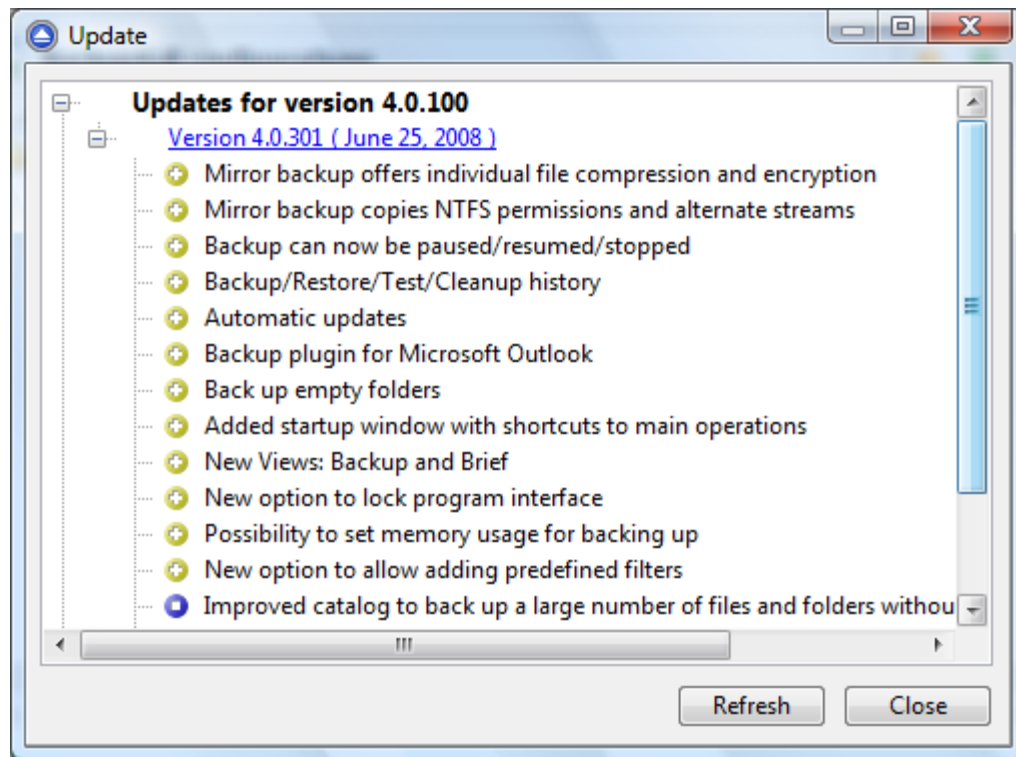 Update
Updates for version 4.0.100
Version 4.0.301 ( June 25, 2008 )
Mirror backup offers individual file compression and encryption
Mirror backup copies NTFS permissions and alternate streams
Backup can now be paused/resumed/stopped
Backup/Restore/Test/Cleanup history
Automatic updates
Backup plugin for Microsoft Outlook
Back up empty folders
Added startup window with shortcuts to main operations
New Views: Backup and Brief
New option to lock program interface
Possibility to set memory usage for backing up
New option to allow adding predefined filters
Improved catalog to back up a large number of files and folders withou
Refresh Close